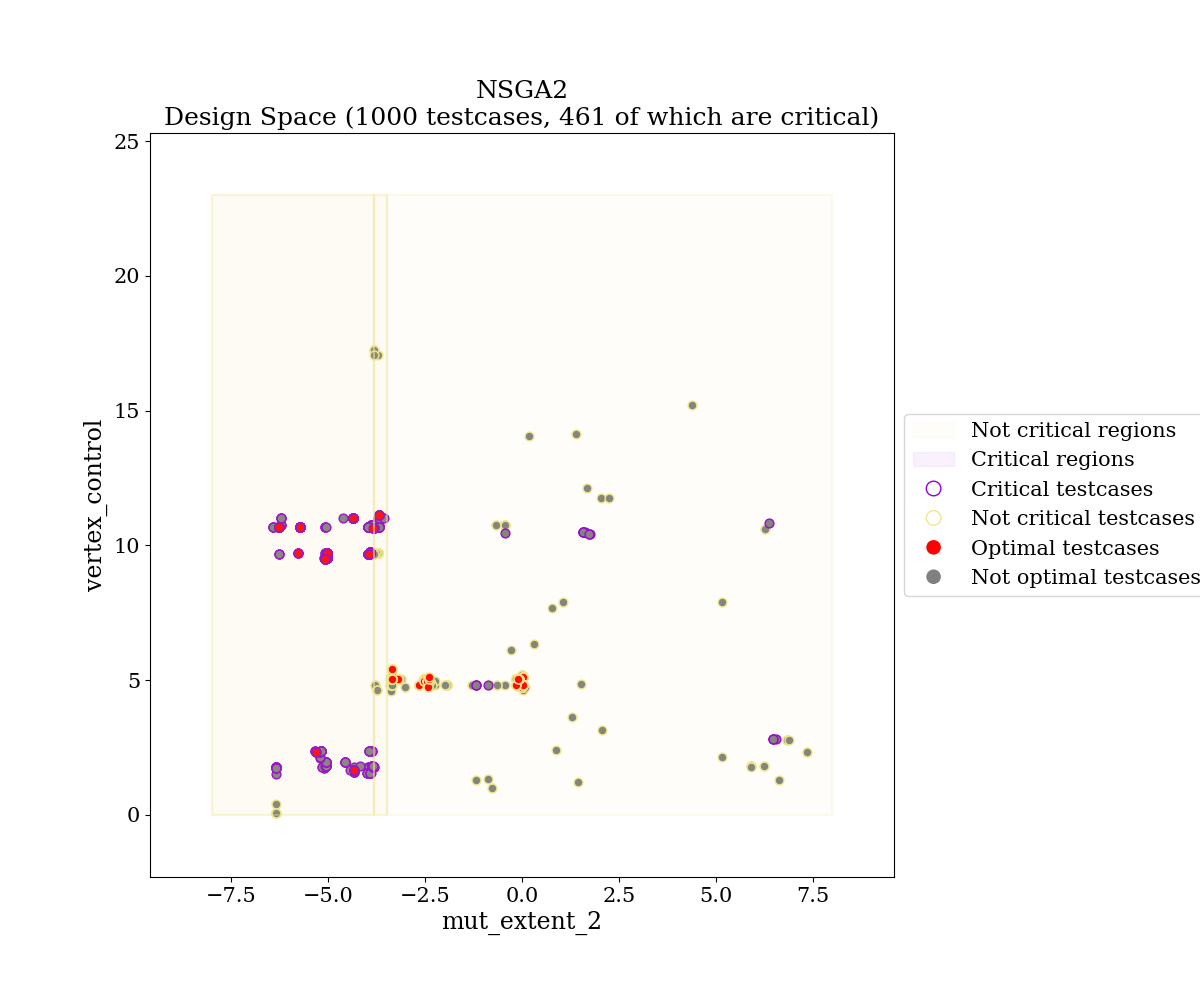 NSGA2
Design Space (1000 testcases, 461 of which are critical)
25
20
15
10
5
0
vertex_control
−7.5
−5.0
−2.5
0.0
2.5
5.0
7.5
mut_extent_2
Not critical regions
Critical regions
Critical testcases
Not critical testcases
Optimal testcases
Not optimal testcases